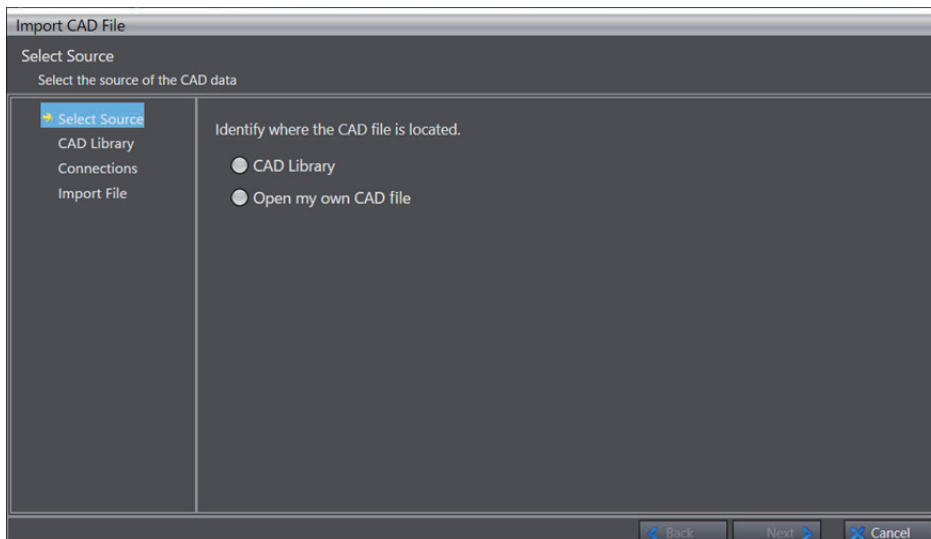 Import CAD File
Select Source
Select the source of the CAD data
Select Source
CAD Library
Connections
Import File
Identify where the CAD file is located.
CAD Library
Open my own CAD file
Back
Next
Cancel